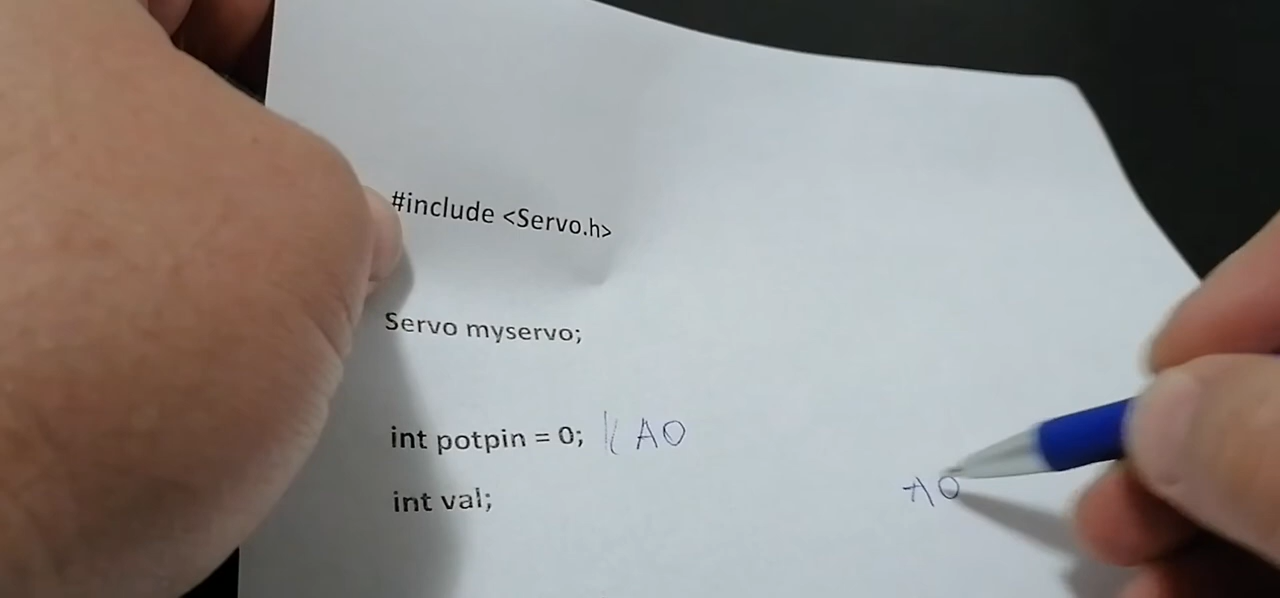 #include <Servo.h>
Servo myservo;
int potpin = 0; \\ A0
int val;
A0